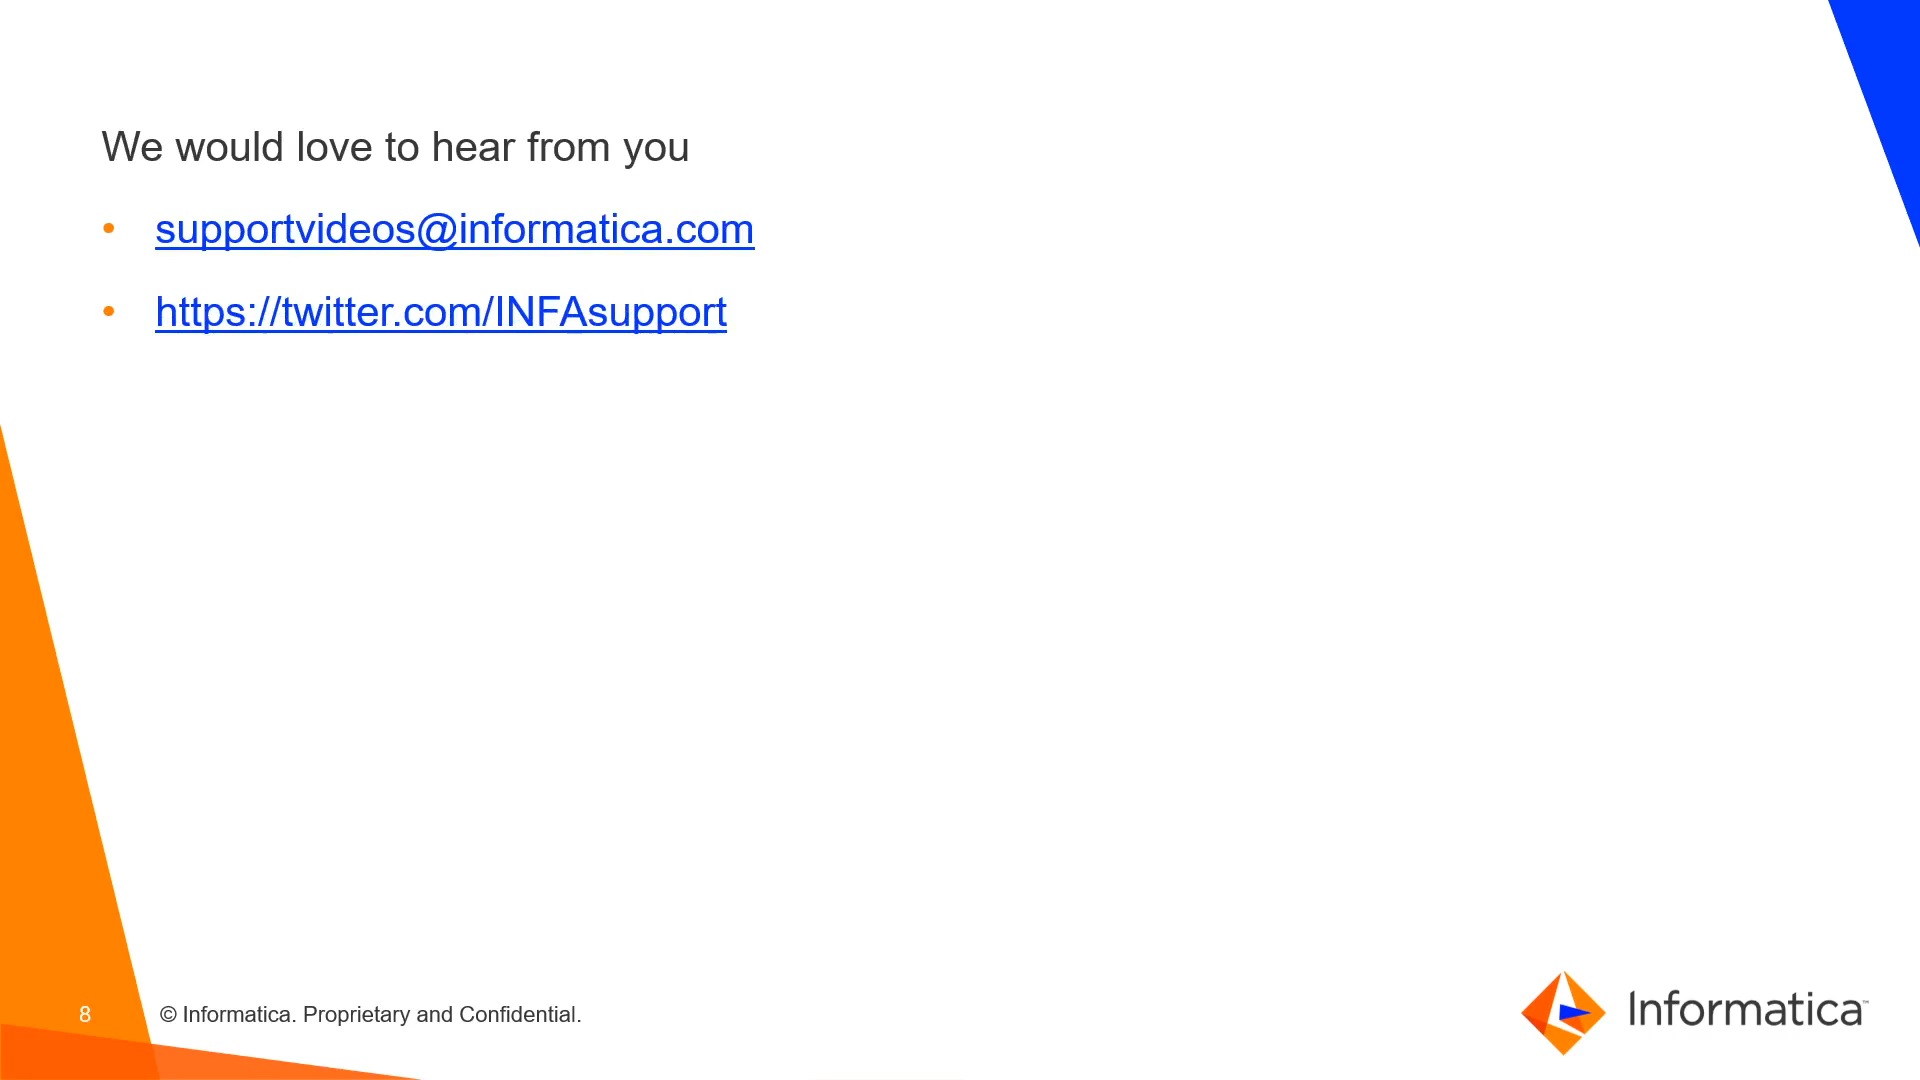 We would love to hear from you
• supportvideos@informatica.com
• https://twitter.com/INFAsupport
8 © Informatica. Proprietary and Confidential.
Informatica™